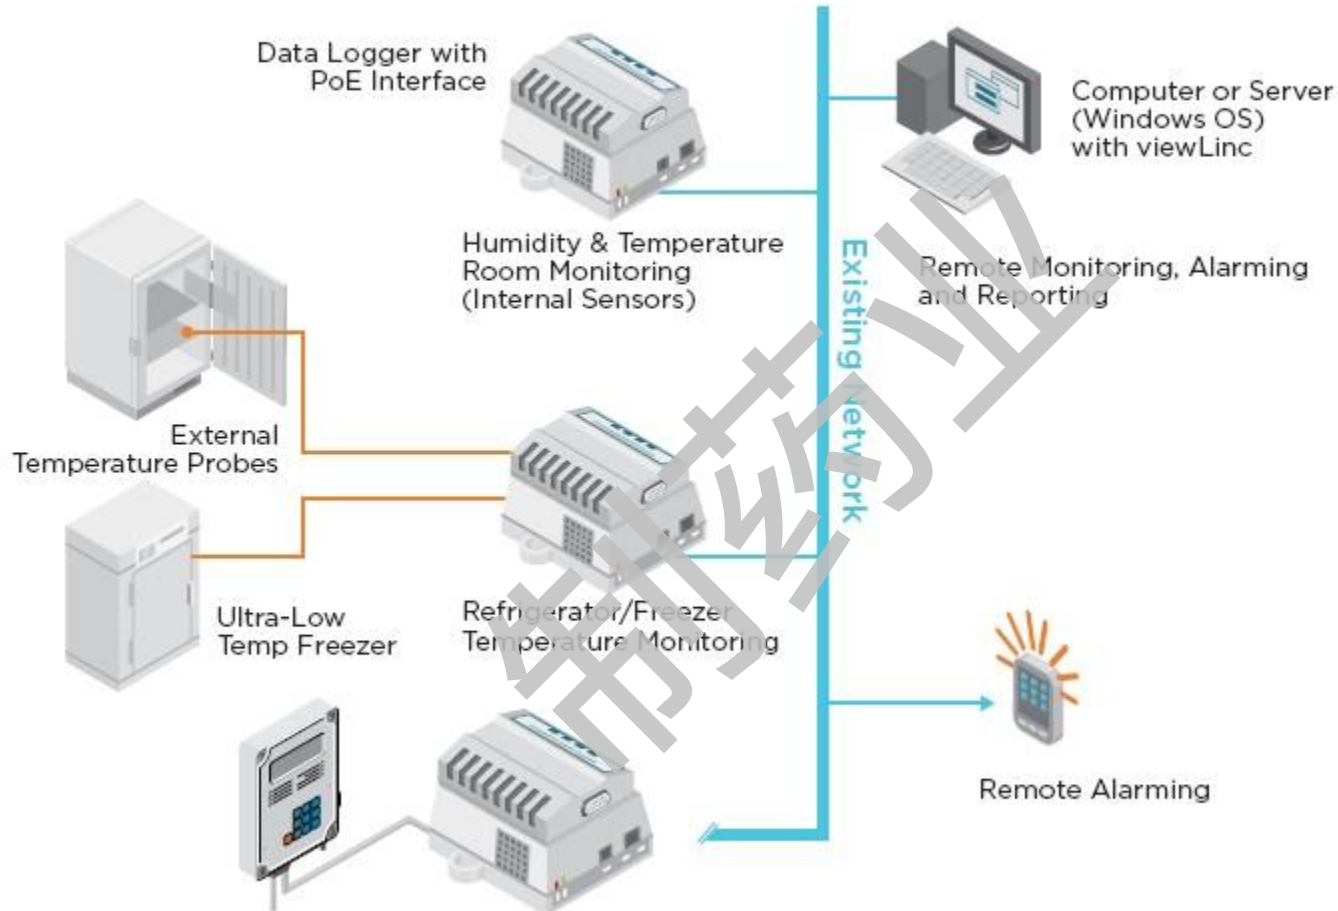 Data Logger with
PoE Interface
Computer or Server
(Windows OS)
with viewLinc
Humidity & Temperature
Room Monitoring
(Internal Sensors)
Existing Network
Remote Monitoring, Alarming
and Reporting
External
Temperature Probes
Ultra-Low
Temp Freezer
Refrigerator/Freezer
Temperature Monitoring
Remote Alarming
制药业